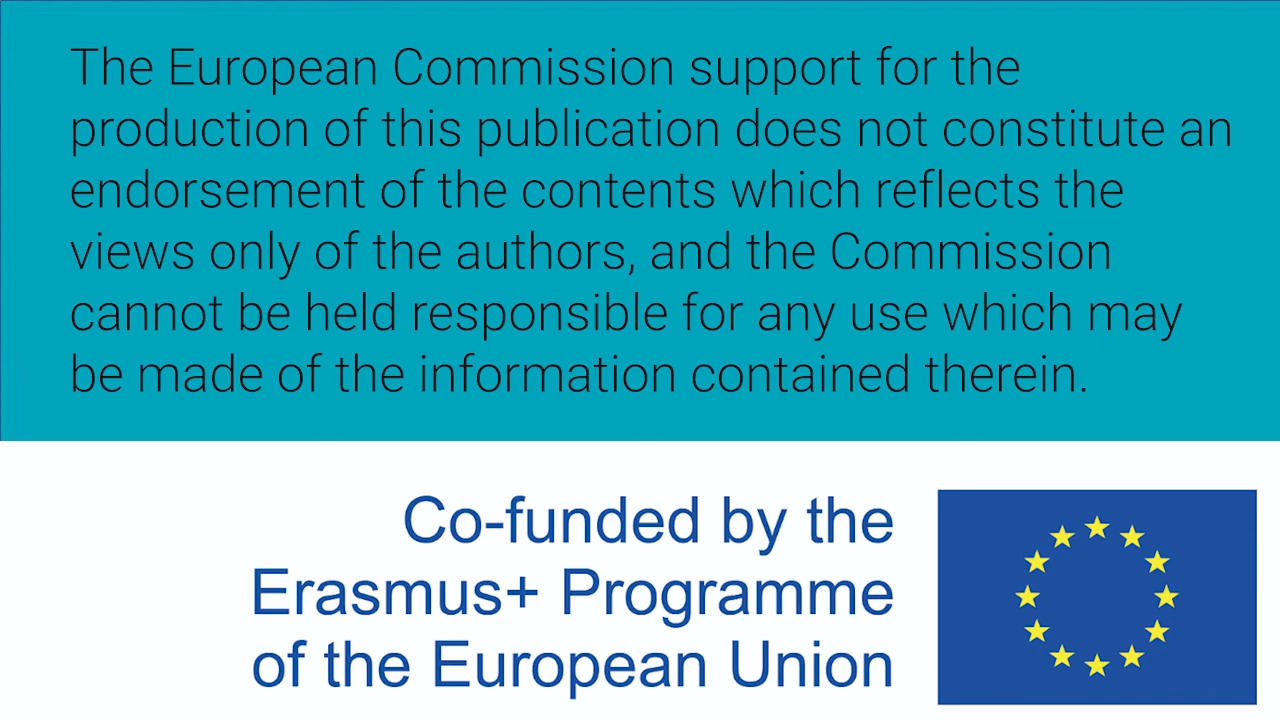 The European Commission support for the
production of this publication does not constitute an
endorsement of the contents which reflects the
views only of the authors, and the Commission
cannot be held responsible for any use which may
be made of the information contained therein.
Co-funded by the
Erasmus+ Programme
of the European Union